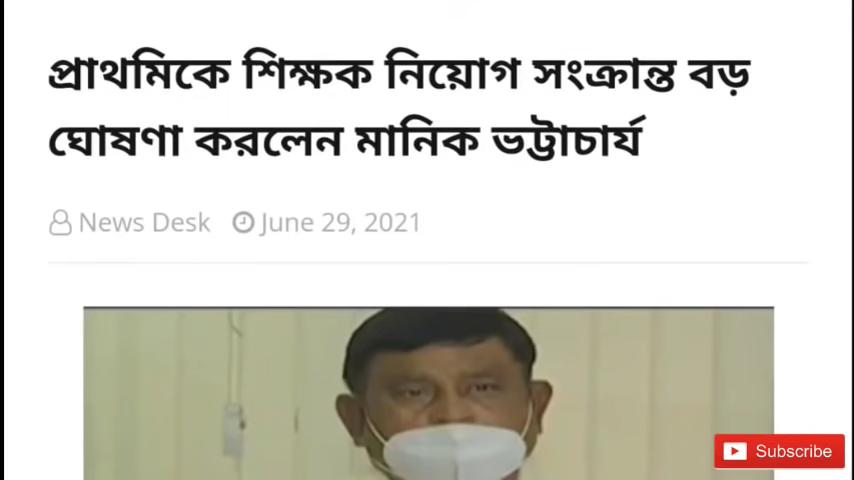 প্রাথমিকে শিক্ষক নিয়োগ সংক্রান্ত বড়
ঘোষণা করলেন মানিক ভট্টাচার্য
News Desk June 29, 2021
Subscribe